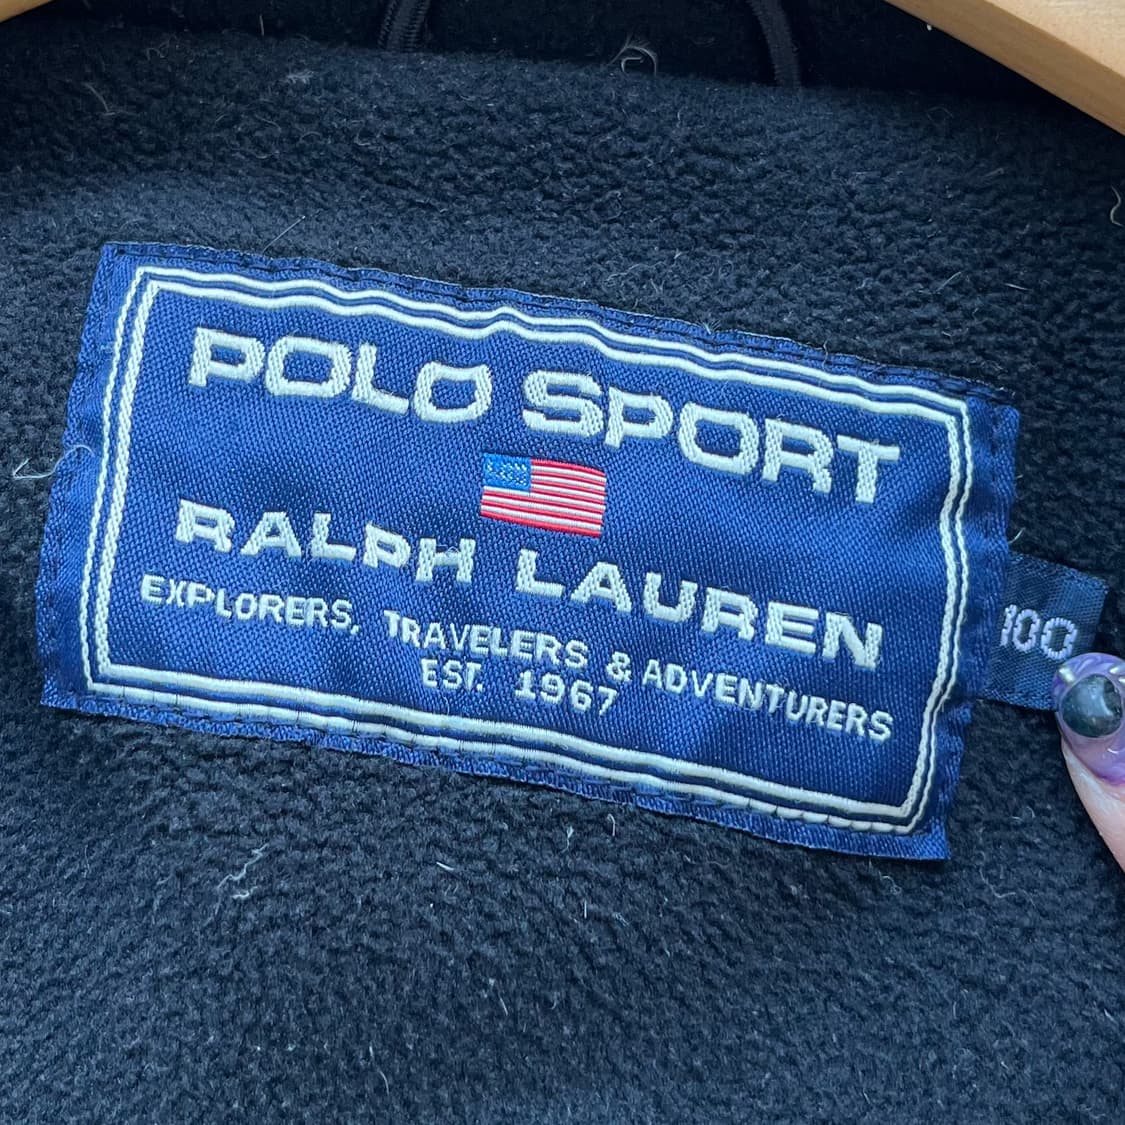 POLO SPORT
RALPH LAUREN
EXPLORERS, TRAVELERS & ADVENTURERS
EST. 1967
100